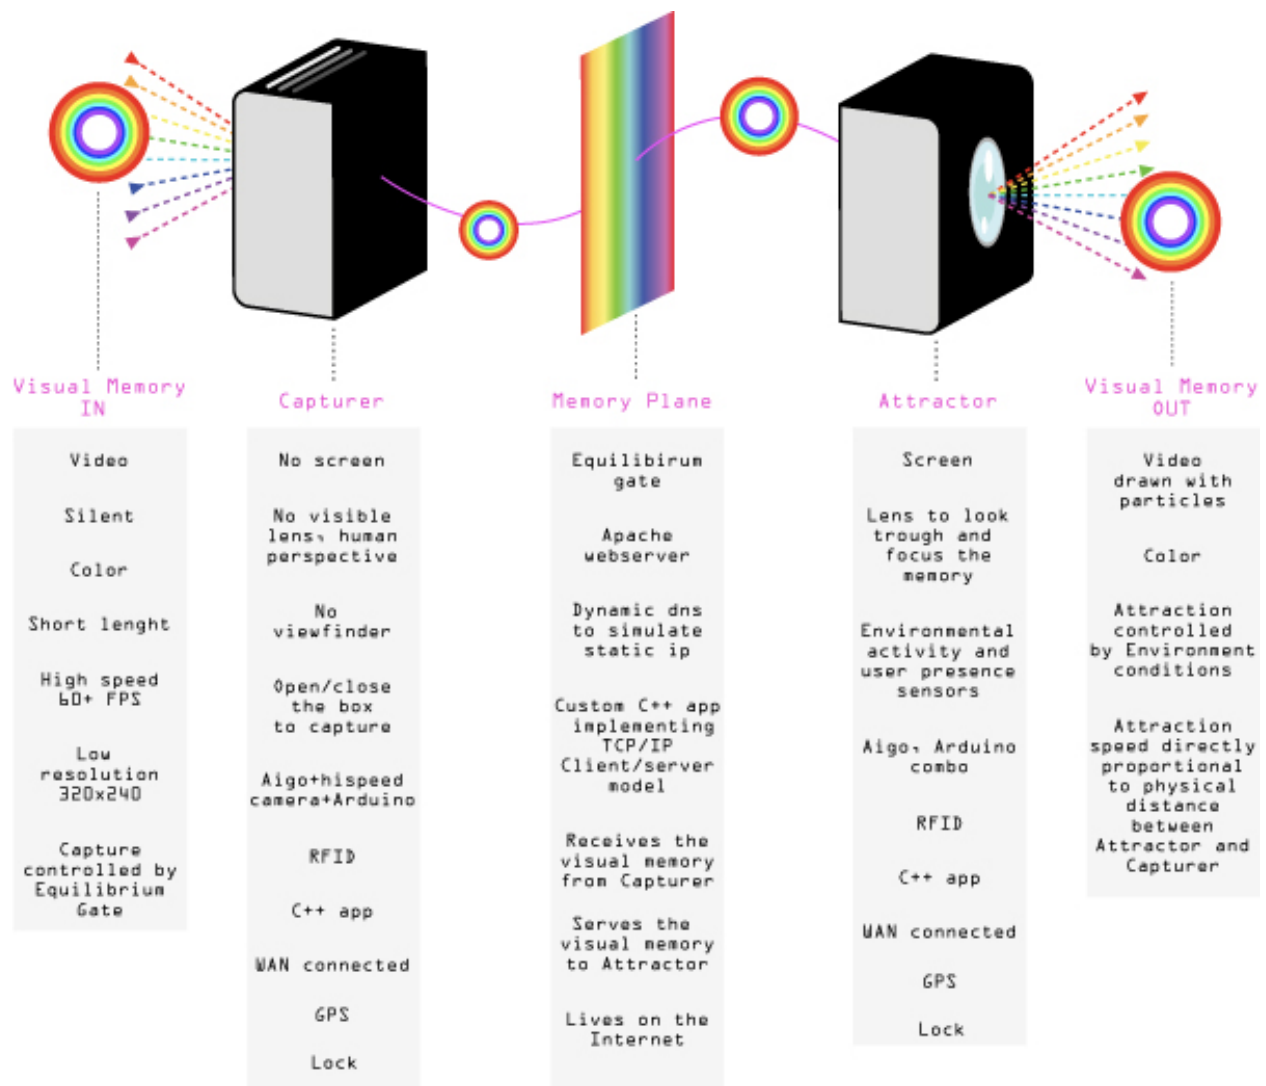 Visual Memory
IN
Capturer
Memory Plane
Attractor
Visual Memory
OUT
Video
Silent
Color
Short lenght
High speed
60+ FPS
Low
resolution
320x240
Capture
controlled by
Equilibrium
Gate
No screen
No visible
lens, human
perspective
No
viewfinder
Open/close
the box
to capture
Aigo+hispeed
camera+Arduino
RFID
C++ app
WAN connected
GPS
Lock
Equilibirum
gate
Apache
webserver
Dynamic dns
to simulate
static ip
Custom C++ app
implementing
TCP/IP
Client/server
model
Receives the
visual memory
from Capturer
Serves the
visual memory
to Attractor
Lives on the
Internet
Screen
Lens to look
trough and
focus the
memory
Environmental
activity and
user presence
sensors
Aigo, Arduino
combo
RFID
C++ app
WAN connected
GPS
Lock
Video
drawn with
particles
Color
Attraction
controlled
by Environment
conditions
Attraction
speed directly
proportional
to physical
distance
between
Attractor and
Capturer